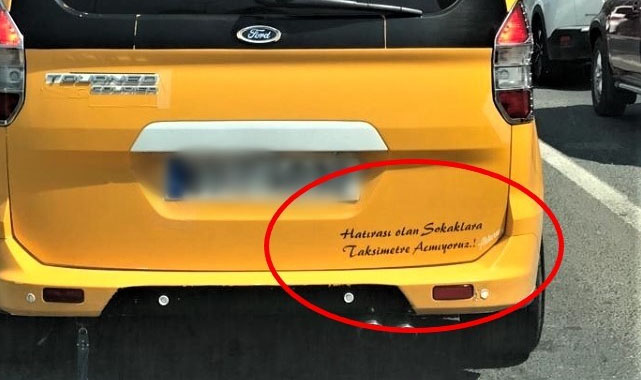 Ford
TOURNEO
COURIER
Hatırası olan Sokaklara
Taksimetre Açmıyoruz.!